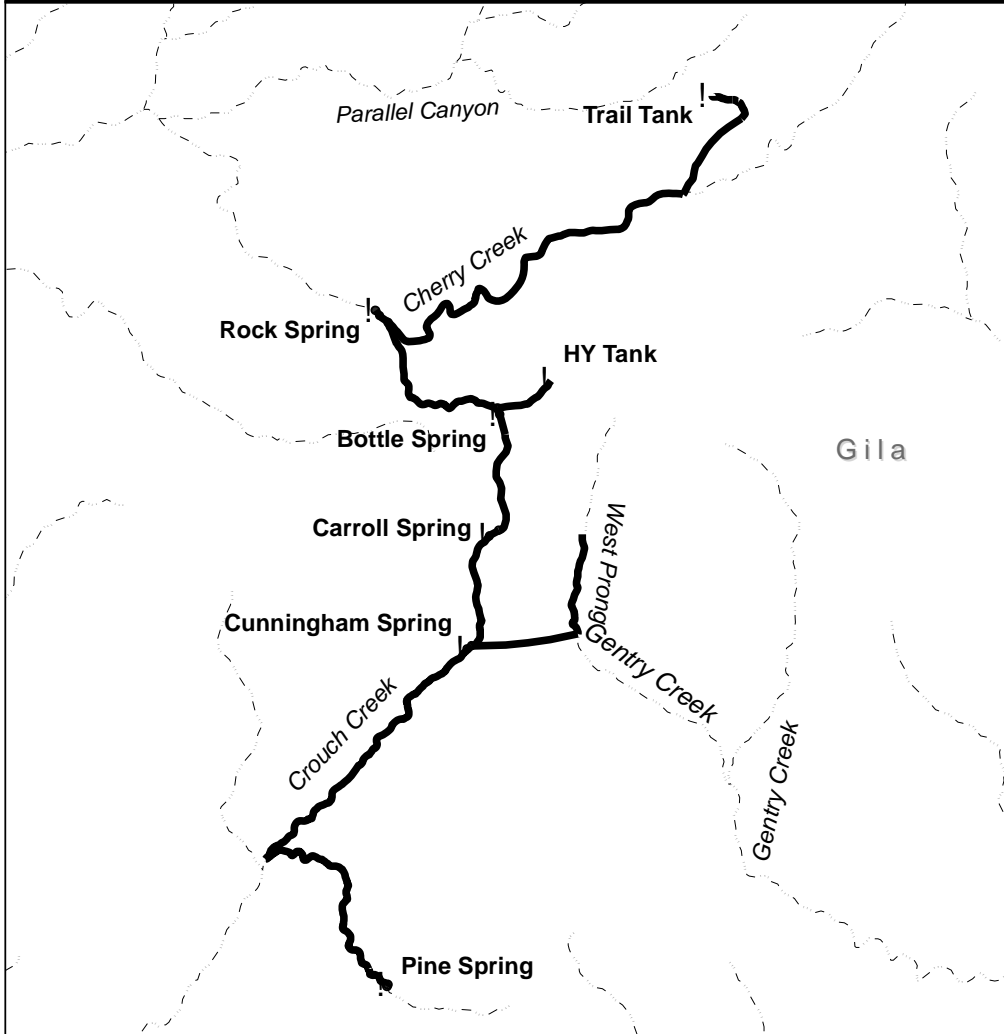 Parallel Canyon
Trail Tank
Cherry Creek
Rock Spring
HY Tank
Bottle Spring
Gila
Carroll Spring
West Prong
Gentry Creek
Cunningham Spring
Crouch Creek
Gentry Creek
Pine Spring